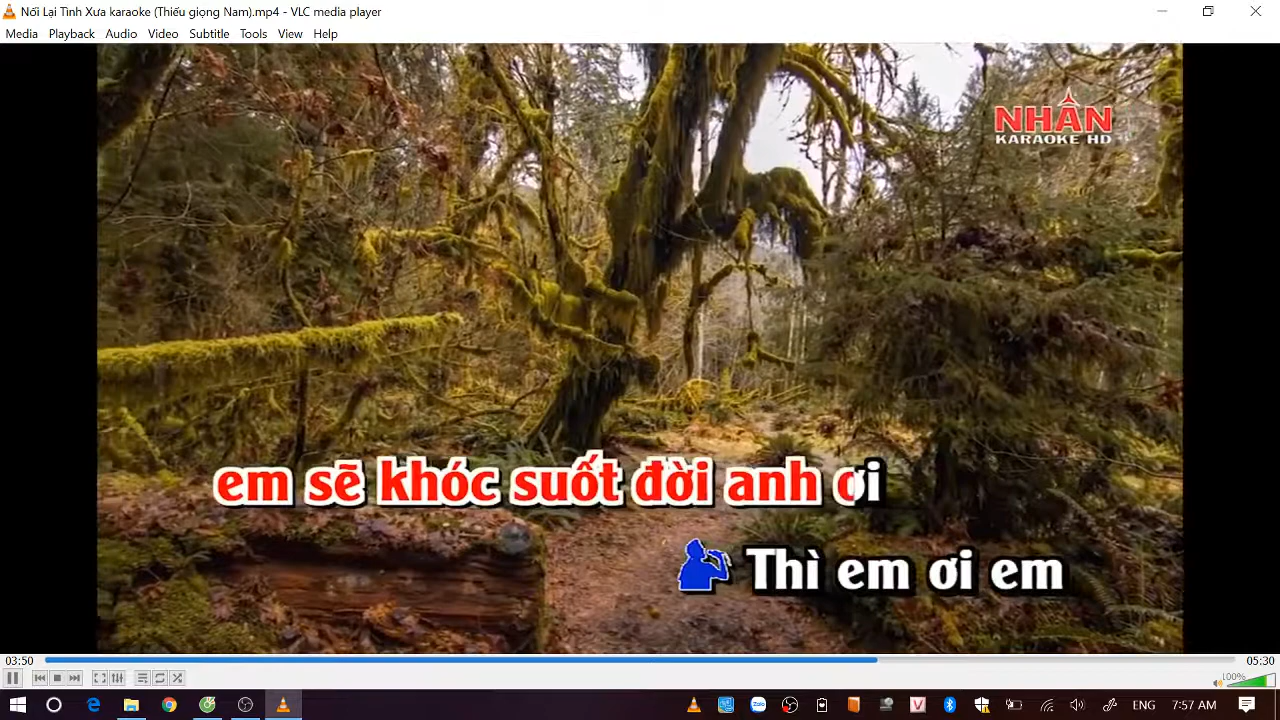 Nối Lại Tình Xưa karaoke (Thiếu giọng Nam).mp4 - VLC media player
Media Playback Audio Video Subtitle Tools View Help
NHÂN
KARAOKE HD
em sẽ khóc suốt đời anh ơi
Thì em ơi em
03:50 05:30
100%
Zalo V ENG 7:57 AM